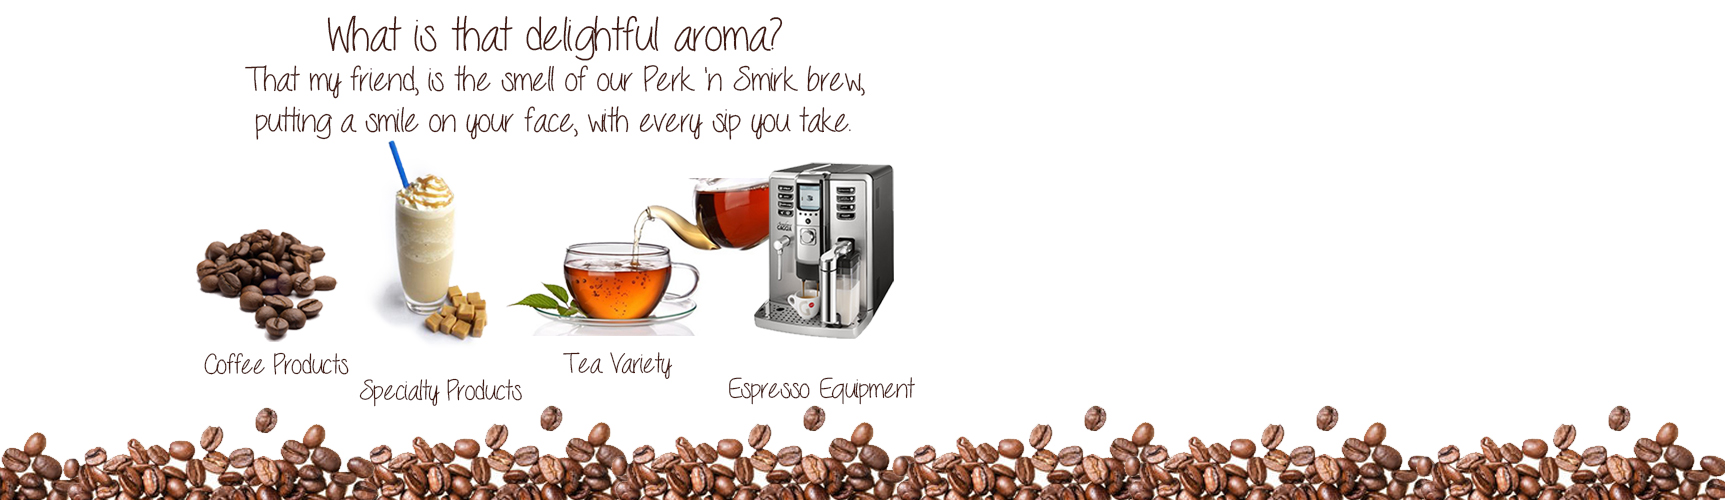 What is that delightful aroma?
That my friend, is the smell of our Perk 'n Smirk brew,
putting a smile on your face, with every sip you take.
Coffee Products
Specialty Products
Tea Variety
Espresso Equipment